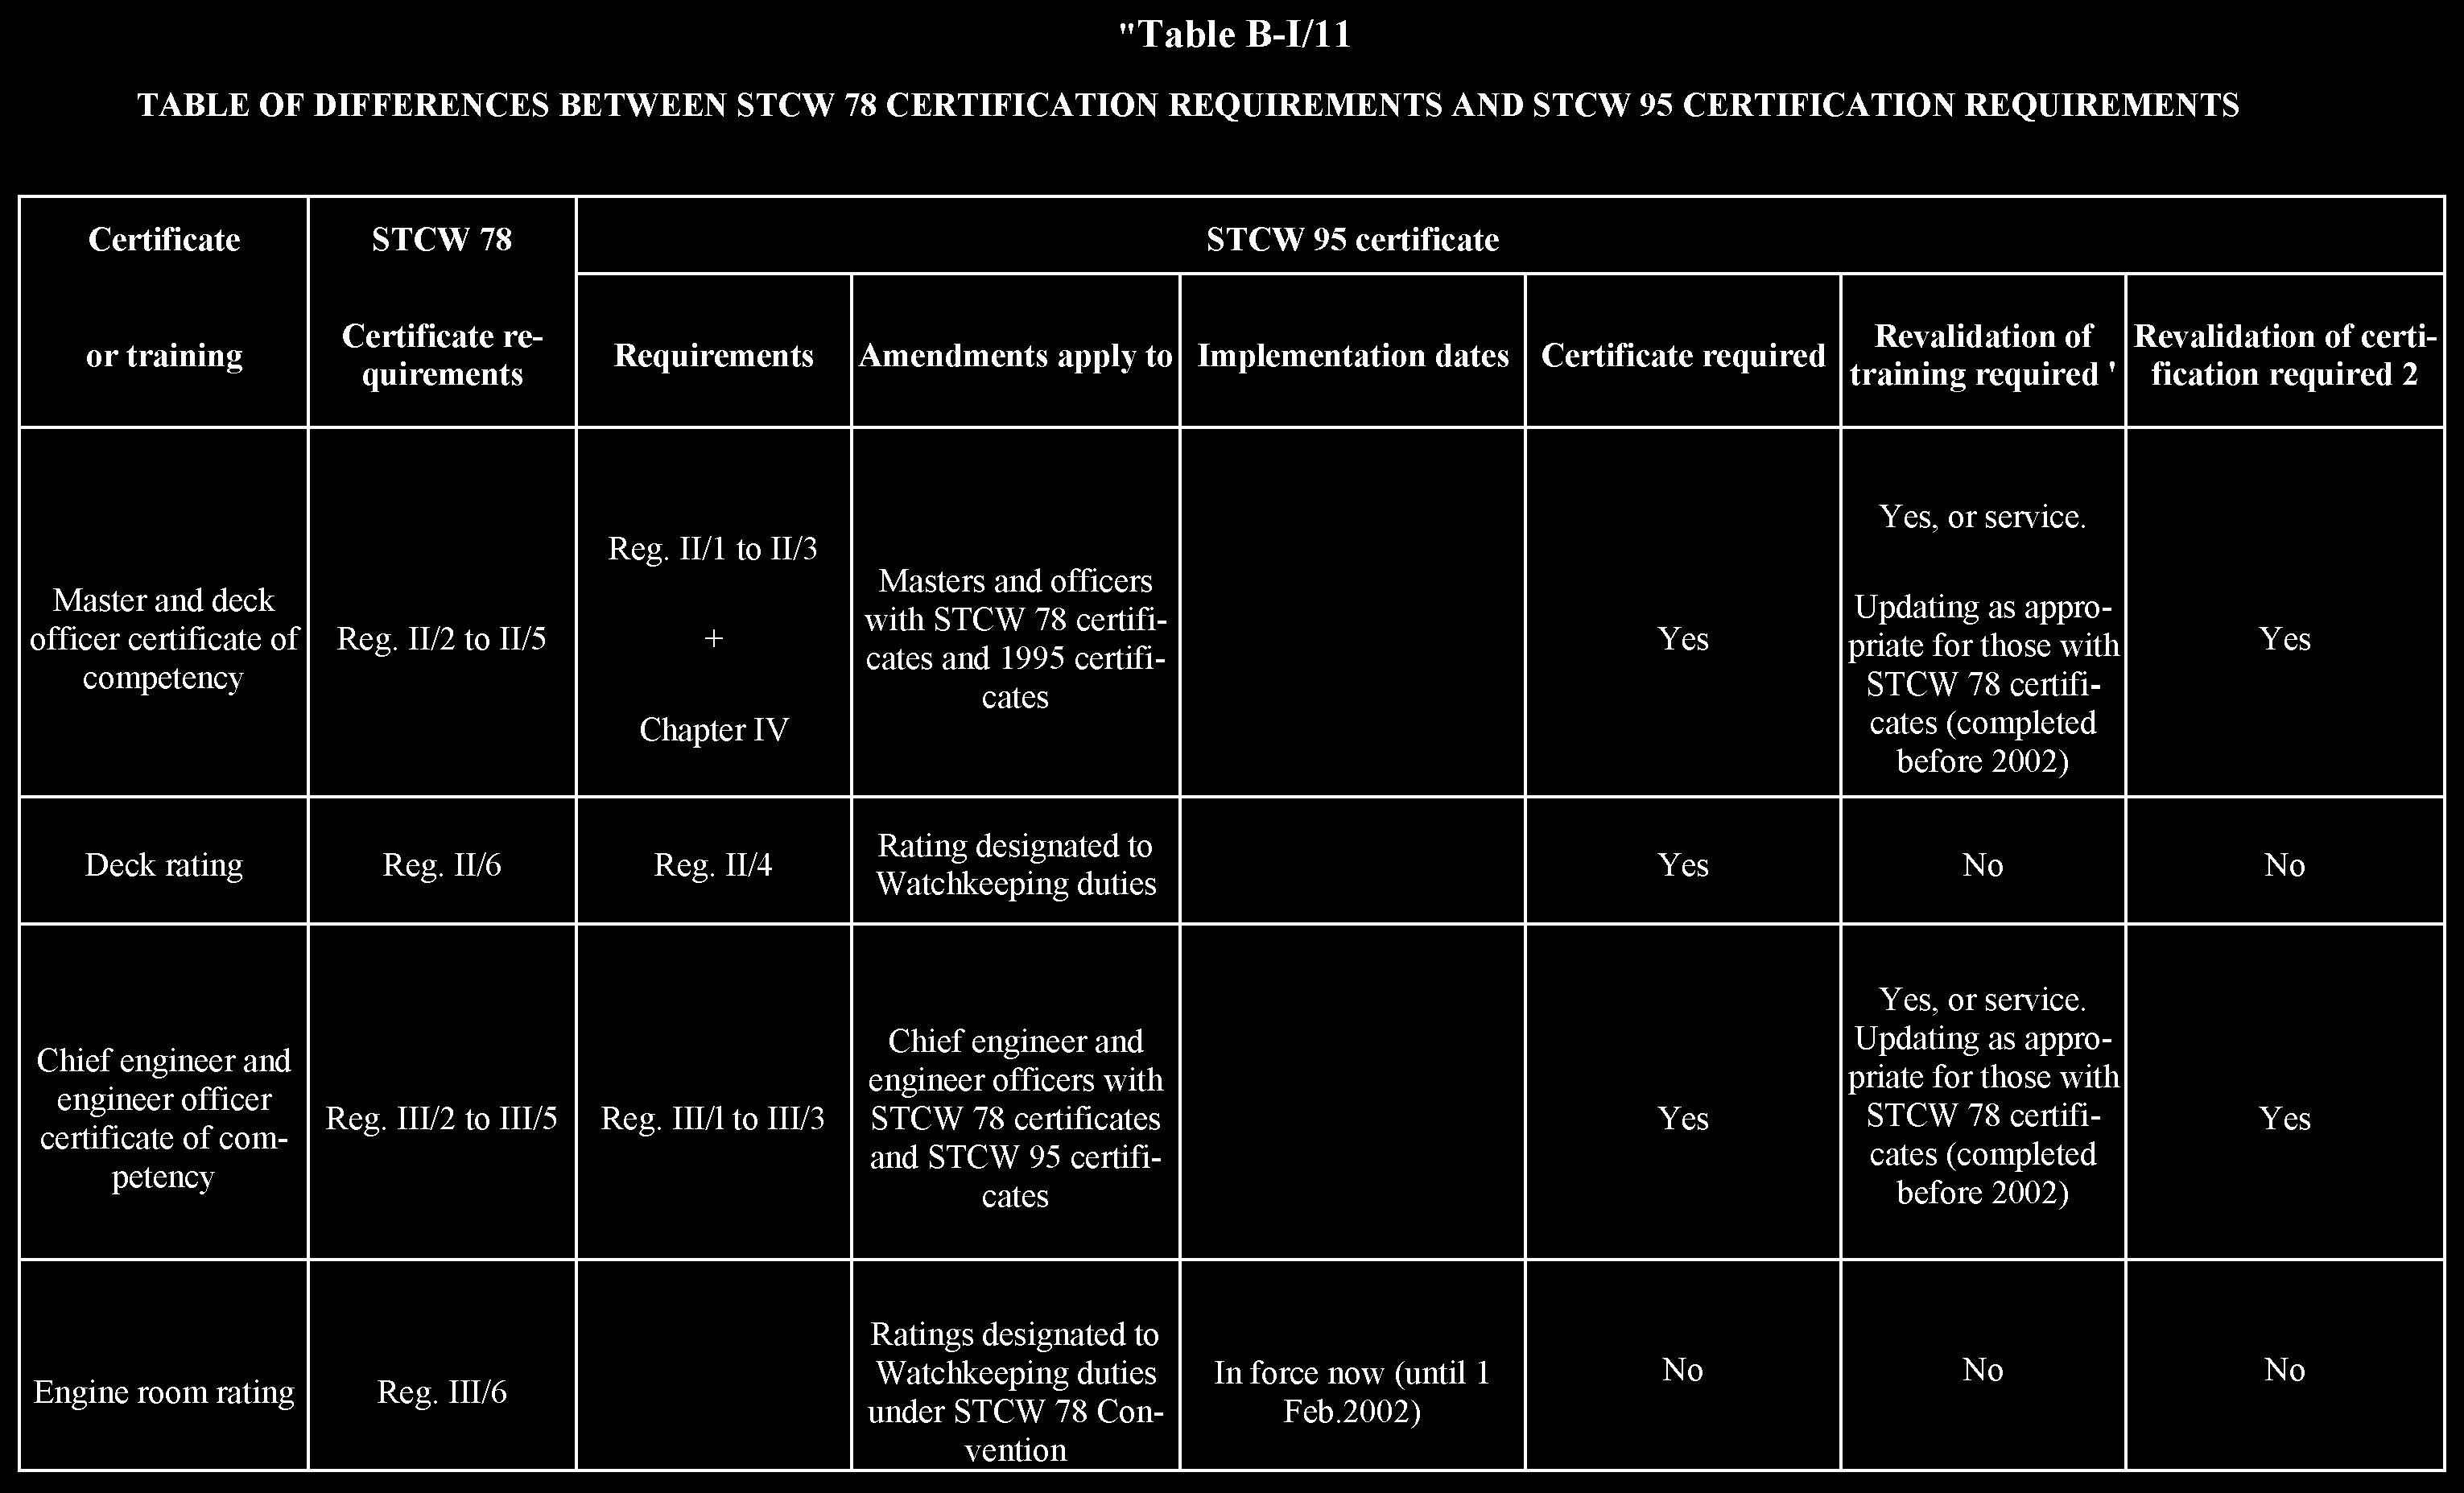 "Table B-I/11
TABLE OF DIFFERENCES BETWEEN STCW 78 CERTIFICATION REQUIREMENTS AND STCW 95 CERTIFICATION REQUIREMENTS
Certificate
or training
STCW 78
Certificate re-
quirements
STCW 95 certificate
Requirements
Amendments apply to
Implementation dates
Certificate required
Revalidation of
training required '
Revalidation of certi-
fication required 2
Master and deck
officer certificate of
competency
Reg. II/2 to II/5
Reg. II/1 to II/3
+
Chapter IV
Masters and officers
with STCW 78 certifi-
cates and 1995 certifi-
cates
Yes
Yes, or service.
Updating as appro-
priate for those with
STCW 78 certifi-
cates (completed
before 2002)
Yes
Deck rating
Reg. II/6
Reg. II/4
Rating designated to
Watchkeeping duties
Yes
No
No
Chief engineer and
engineer officer
certificate of com-
petency
Reg. III/2 to III/5
Reg. III/l to III/3
Chief engineer and
engineer officers with
STCW 78 certificates
and STCW 95 certifi-
cates
Yes
Yes, or service.
Updating as appro-
priate for those with
STCW 78 certifi-
cates (completed
before 2002)
Yes
Engine room rating
Reg. III/6
Ratings designated to
Watchkeeping duties
under STCW 78 Con-
vention
In force now (until 1
Feb.2002)
No
No
No